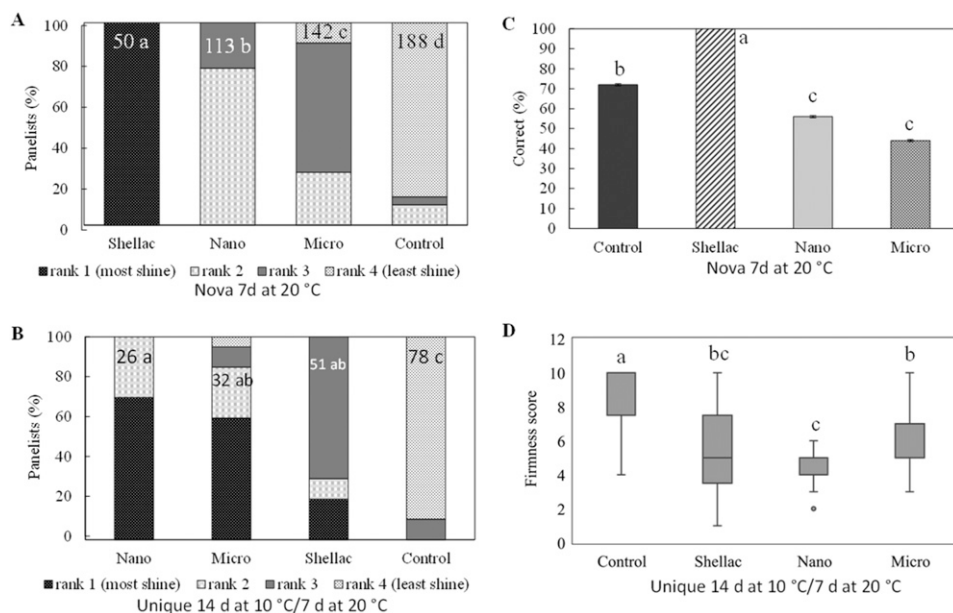 A
100
80
60
40
20
0
Panelists (%)
50 a
113 b
142 c
188 d
Shellac Nano Micro Control
rank 1 (most shine) rank 2 rank 3 rank 4 (least shine)
Nova 7d at 20 °C
B
100
80
60
40
20
0
Panelists (%)
26 a
32 ab
51 ab
78 c
Nano Micro Shellac Control
rank 1 (most shine) rank 2 rank 3 rank 4 (least shine)
Unique 14 d at 10 °C/7 d at 20 °C
C
100
90
80
70
60
50
40
30
20
10
0
Correct (%)
b
a
c
c
Control Shellac Nano Micro
Nova 7d at 20 °C
D
12
10
8
6
4
2
0
Firmness score
a
bc
c
b
Control Shellac Nano Micro
Unique 14 d at 10 °C/7 d at 20 °C